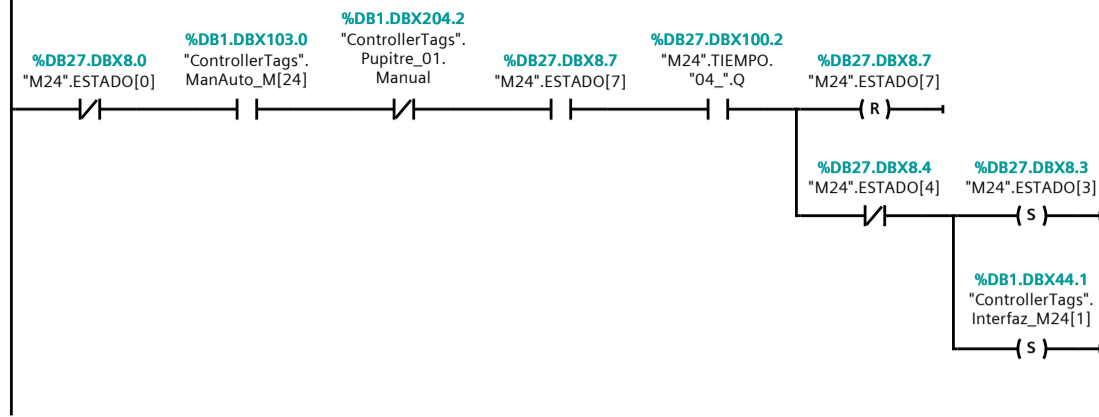 %DB27.DBX8.0
"M24".ESTADO[0]
%DB1.DBX103.0
"ControllerTags".
ManAuto_M[24]
%DB1.DBX204.2
"ControllerTags".
Pupitre_01.
Manual
%DB27.DBX8.7
"M24".ESTADO[7]
%DB27.DBX100.2
"M24".TIEMPO.
"04_".Q
%DB27.DBX8.7
"M24".ESTADO[7]
R
%DB27.DBX8.4
"M24".ESTADO[4]
%DB27.DBX8.3
"M24".ESTADO[3]
S
%DB1.DBX44.1
"ControllerTags".
Interfaz_M24[1]
S